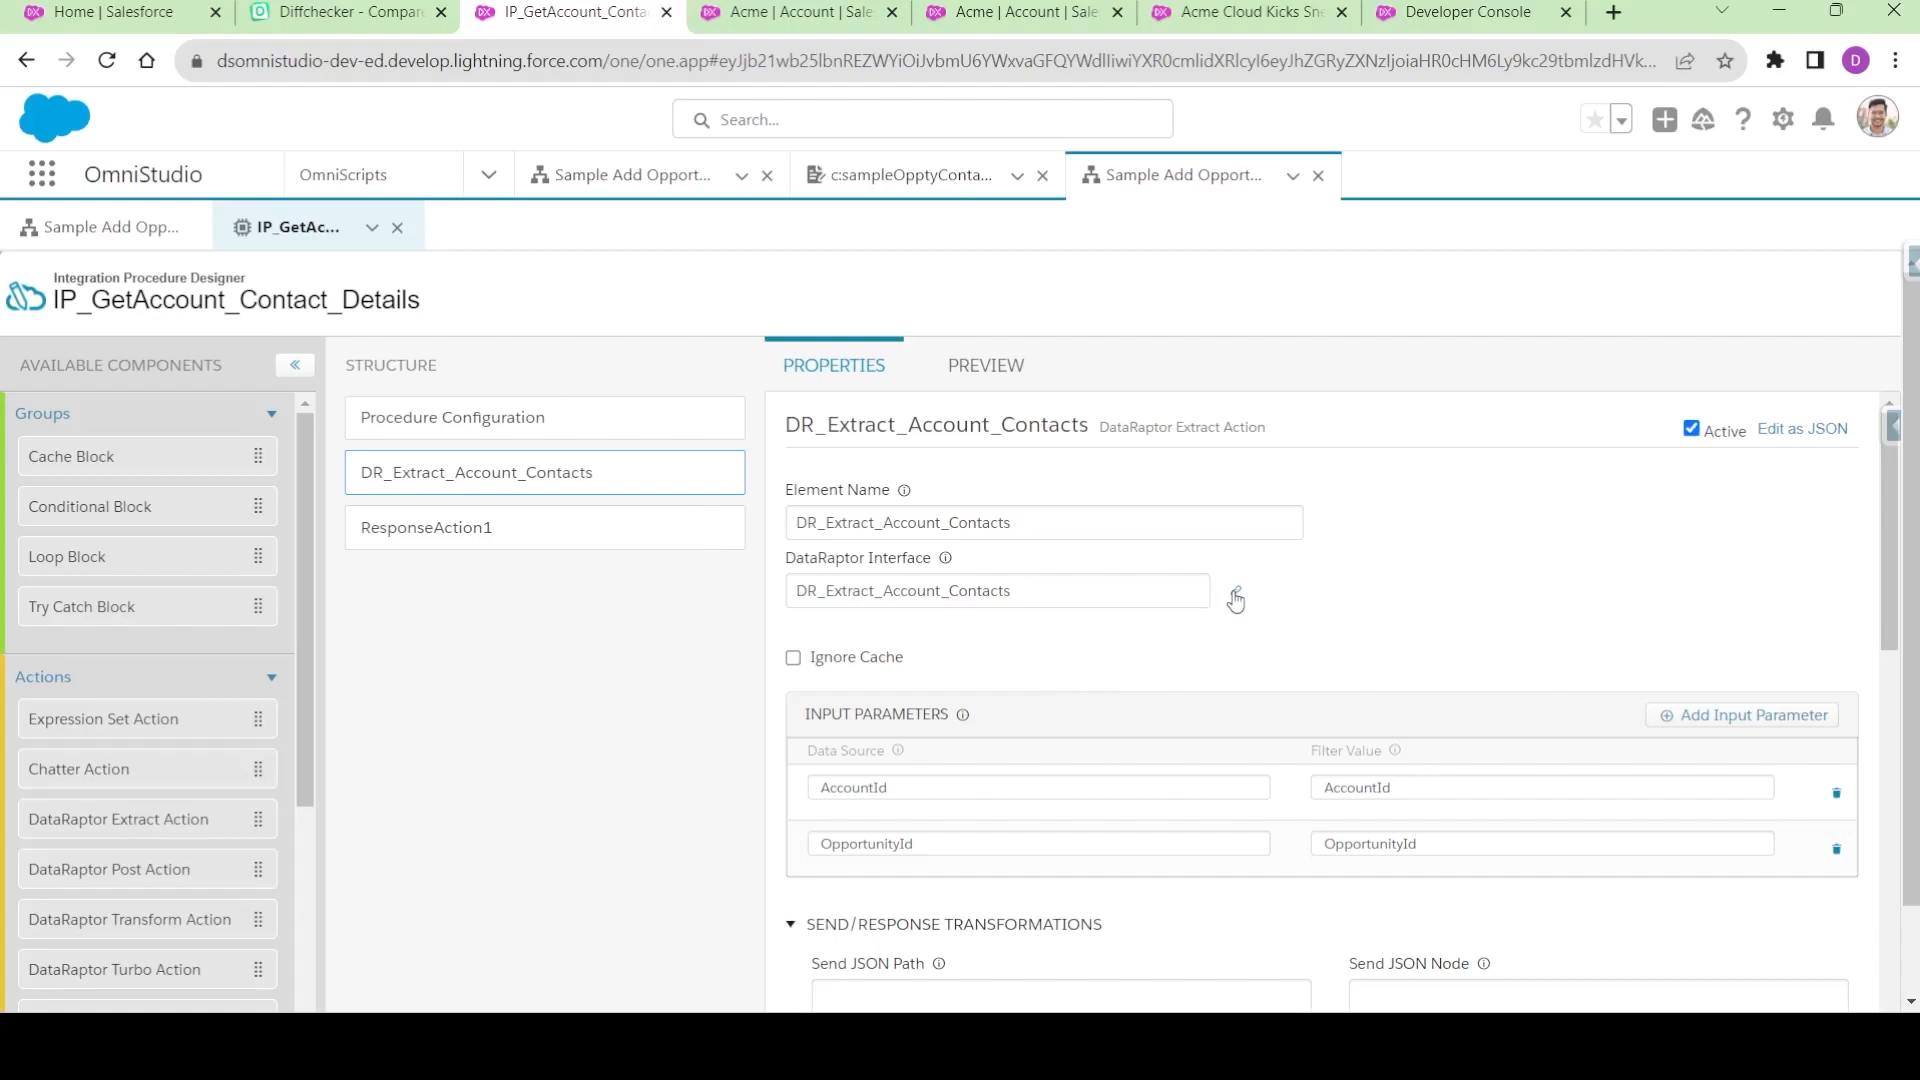 Home | Salesforce
Diffchecker - Compar
IP_GetAccount_Conta
Acme | Account | Sale
Acme | Account | Sale
Acme Cloud Kicks Sne
Developer Console
dsomnistudio-dev-ed.develop.lightning.force.com/one/one.app#eyJjb21wb25lbnREZWYiOiJvbmU6YWxvaGFQYWdlIiwiYXR0cmlidXRlcyI6eyJhZGRyZXNzIjoiaHR0cHM6Ly9kc29tbmlzdHVk...
D
Search...
OmniStudio
OmniScripts
Sample Add Opport...
c:sampleOpptyConta...
Sample Add Opport...
Sample Add Opp...
IP_GetAc...
Integration Procedure Designer
IP_GetAccount_Contact_Details
AVAILABLE COMPONENTS
STRUCTURE
PROPERTIES
PREVIEW
Groups
Cache Block
Conditional Block
Loop Block
Try Catch Block
Actions
Expression Set Action
Chatter Action
DataRaptor Extract Action
DataRaptor Post Action
DataRaptor Transform Action
DataRaptor Turbo Action
Procedure Configuration
DR_Extract_Account_Contacts
ResponseAction1
DR_Extract_Account_Contacts DataRaptor Extract Action
Active
Edit as JSON
Element Name
DR_Extract_Account_Contacts
DataRaptor Interface
DR_Extract_Account_Contacts
Ignore Cache
INPUT PARAMETERS
Add Input Parameter
Data Source
Filter Value
AccountId
AccountId
OpportunityId
OpportunityId
SEND/RESPONSE TRANSFORMATIONS
Send JSON Path
Send JSON Node